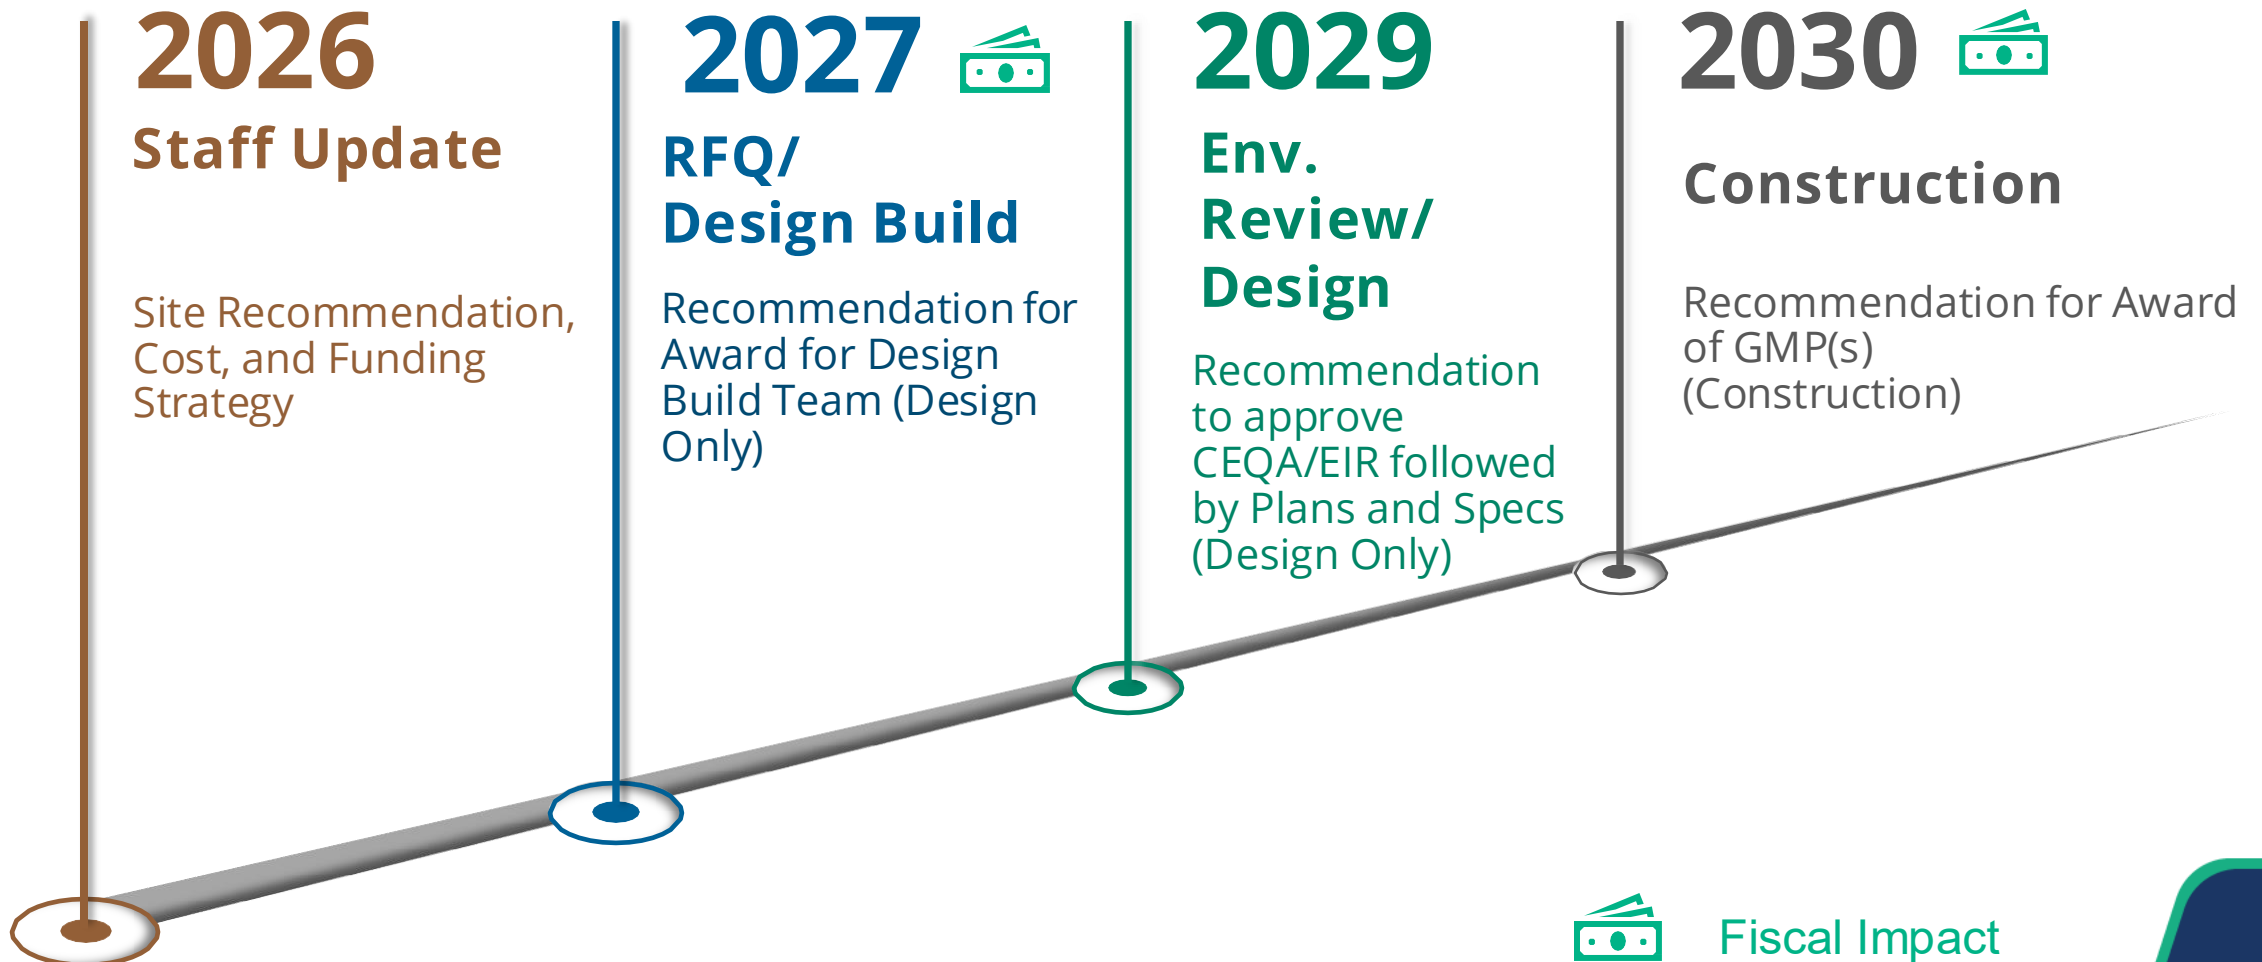 2026
Staff Update
Site Recommendation,
Cost, and Funding
Strategy
2027
RFQ/
Design Build
Recommendation for
Award for Design
Build Team (Design
Only)
2029
Env.
Review/
Design
Recommendation
to approve
CEQA/EIR followed
by Plans and Specs
(Design Only)
2030
Construction
Recommendation for Award
of GMP(s)
(Construction)
Fiscal Impact